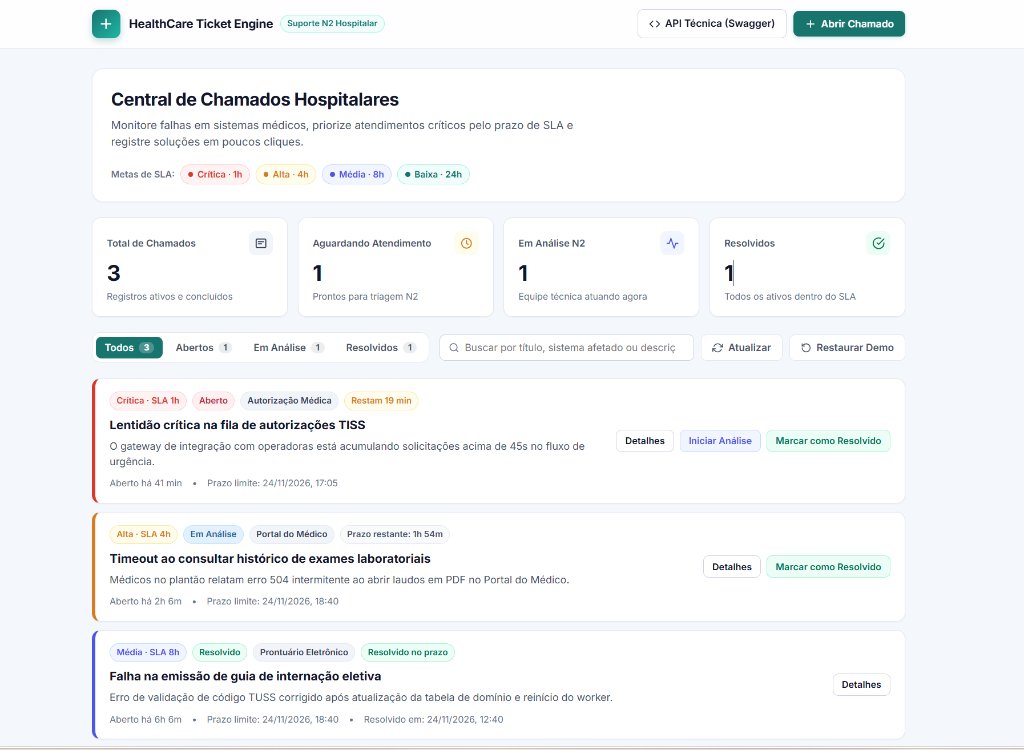 HealthCare Ticket Engine
Suporte N2 Hospitalar
API Técnica (Swagger)
Abrir Chamado
Central de Chamados Hospitalares
Monitore falhas em sistemas médicos, priorize atendimentos críticos pelo prazo de SLA e
registre soluções em poucos cliques.
Metas de SLA: Crítica · 1h Alta · 4h Média · 8h Baixa · 24h
Total de Chamados
3
Registros ativos e concluídos
Aguardando Atendimento
1
Prontos para triagem N2
Em Análise N2
1
Equipe técnica atuando agora
Resolvidos
1
Todos os ativos dentro do SLA
Todos 3 Abertos 1 Em Análise 1 Resolvidos 1
Buscar por título, sistema afetado ou descriç
Atualizar
Restaurar Demo
Crítica · SLA 1h Aberto Autorização Médica Restam 19 min
Lentidão crítica na fila de autorizações TISS
O gateway de integração com operadoras está acumulando solicitações acima de 45s no fluxo de
urgência.
Aberto há 41 min • Prazo limite: 24/11/2026, 17:05
Detalhes Iniciar Análise Marcar como Resolvido
Alta · SLA 4h Em Análise Portal do Médico Prazo restante: 1h 54m
Timeout ao consultar histórico de exames laboratoriais
Médicos no plantão relatam erro 504 intermitente ao abrir laudos em PDF no Portal do Médico.
Aberto há 2h 6m • Prazo limite: 24/11/2026, 18:40
Detalhes Marcar como Resolvido
Média · SLA 8h Resolvido Prontuário Eletrônico Resolvido no prazo
Falha na emissão de guia de internação eletiva
Erro de validação de código TUSS corrigido após atualização da tabela de domínio e reinício do worker.
Aberto há 6h 6m • Prazo limite: 24/11/2026, 18:40 • Resolvido em: 24/11/2026, 12:40
Detalhes